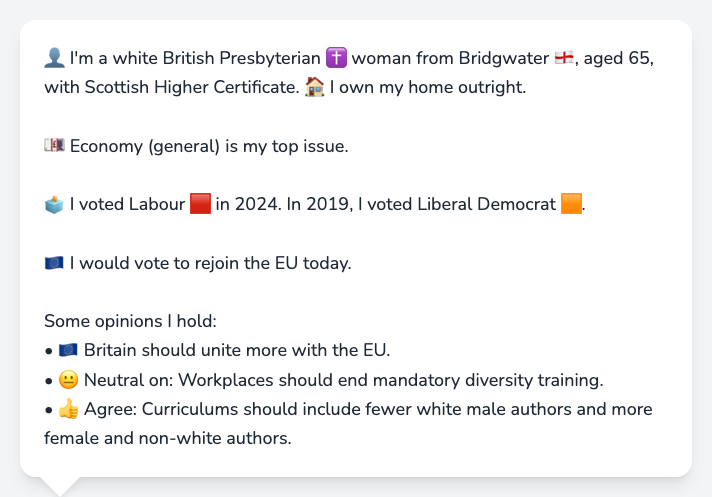 👤 I'm a white British Presbyterian ✝️ woman from Bridgwater 🏴󠁧󠁢󠁥󠁮󠁧󠁿, aged 65,
with Scottish Higher Certificate. 🏠 I own my home outright.
💷 Economy (general) is my top issue.
🗳️ I voted Labour 🟥 in 2024. In 2019, I voted Liberal Democrat 🟧.
🇪🇺 I would vote to rejoin the EU today.
Some opinions I hold:
• 🇪🇺 Britain should unite more with the EU.
• 😐 Neutral on: Workplaces should end mandatory diversity training.
• 👍 Agree: Curriculums should include fewer white male authors and more
female and non-white authors.